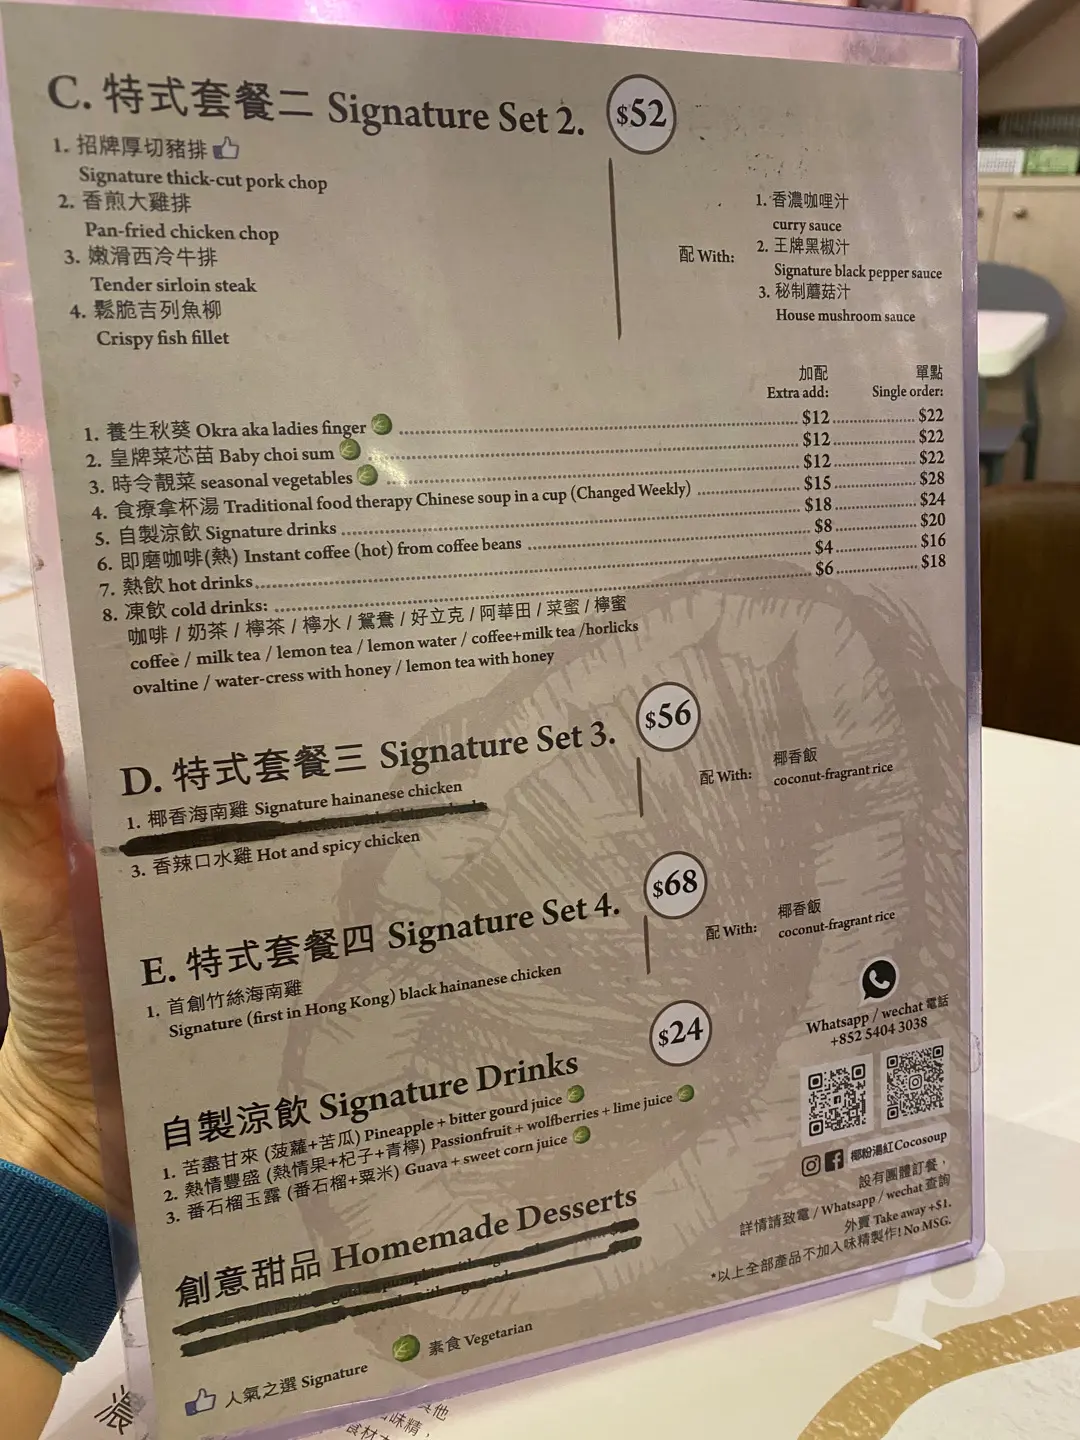 C. 特式套餐二 Signature Set 2. $52
1. 招牌厚切豬排
Signature thick-cut pork chop
2. 香煎大雞排
Pan-fried chicken chop
3. 嫩滑西冷牛排
Tender sirloin steak
4. 鬆脆吉列魚柳
Crispy fish fillet
配 With:
1. 香濃咖哩汁
curry sauce
2. 王牌黑椒汁
Signature black pepper sauce
3. 秘制蘑菇汁
House mushroom sauce
加配 單點
Extra add: Single order:
1. 養生秋葵 Okra aka ladies finger $12 $22
2. 皇牌菜芯苗 Baby choi sum $12 $22
3. 時令靚菜 seasonal vegetables $12 $22
4. 食療拿杯湯 Traditional food therapy Chinese soup in a cup (Changed Weekly) $15 $28
5. 自製涼飲 Signature drinks $18 $24
6. 即磨咖啡(熱) Instant coffee (hot) from coffee beans $8 $20
7. 熱飲 hot drinks $4 $16
8. 凍飲 cold drinks: $6 $18
咖啡 / 奶茶 / 檸茶 / 檸水 / 鴛鴦 / 好立克 / 阿華田 / 菜蜜 / 檸蜜
coffee / milk tea / lemon tea / lemon water / coffee+milk tea /horlicks
ovaltine / water-cress with honey / lemon tea with honey
D. 特式套餐三 Signature Set 3. $56
1. 椰香海南雞 Signature hainanese chicken
3. 香辣口水雞 Hot and spicy chicken
配 With:
椰香飯
coconut-fragrant rice
E. 特式套餐四 Signature Set 4. $68
1. 首創竹絲海南雞
Signature (first in Hong Kong) black hainanese chicken
配 With:
椰香飯
coconut-fragrant rice
自製涼飲 Signature Drinks $24
1. 苦盡甘來 (菠蘿+苦瓜) Pineapple + bitter gourd juice
2. 熱情豐盛 (熱情果+杞子+青檸) Passionfruit + wolfberries + lime juice
3. 番石榴玉露 (番石榴+粟米) Guava + sweet corn juice
創意甜品 Homemade Desserts
人氣之選 Signature
素食 Vegetarian
Whatsapp / wechat 電話
+852 5404 3038
椰粉湯紅Cocosoup
設有團體訂餐，
詳情請致電 / Whatsapp / wechat 查詢
外賣 Take away +$1.
*以上全部產品不加入味精製作! No MSG.
濃
其他
味精，
食材